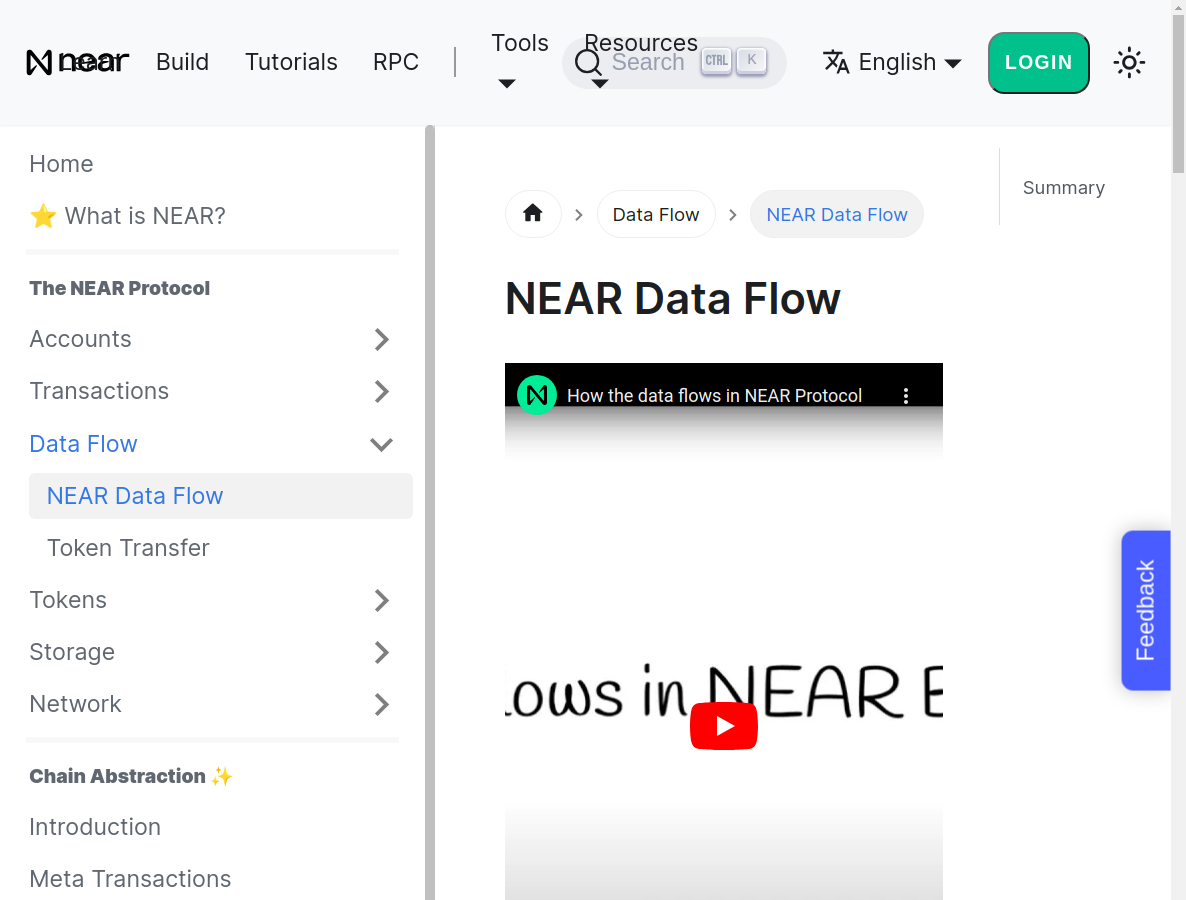 near
Learn
Build
Tutorials
RPC
Tools
Resources
Search
CTRL
K
English
LOGIN
Home
⭐ What is NEAR?
The NEAR Protocol
Accounts
Transactions
Data Flow
NEAR Data Flow
Token Transfer
Tokens
Storage
Network
Chain Abstraction ✨
Introduction
Meta Transactions
Data Flow
NEAR Data Flow
NEAR Data Flow
How the data flows in NEAR Protocol
lows in NEAR
Summary
Feedback